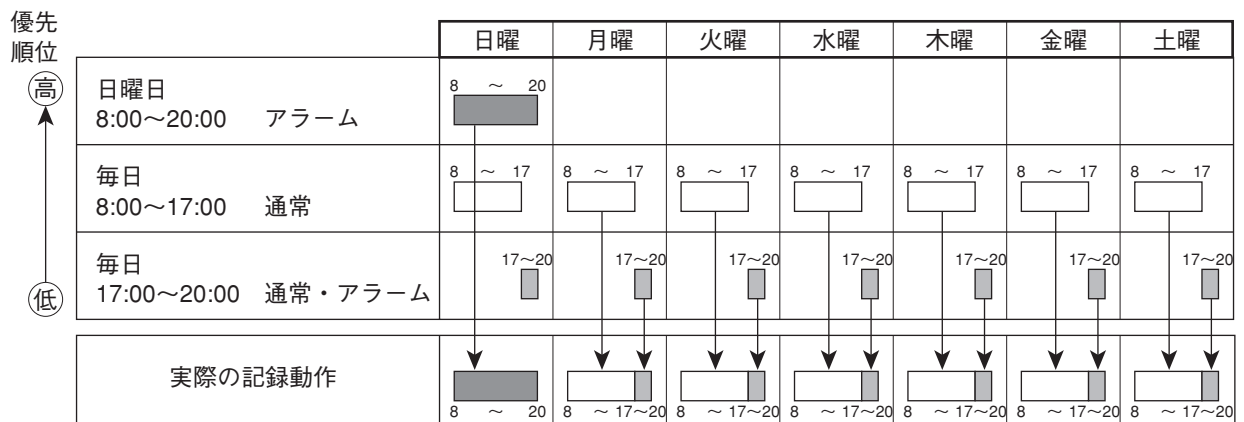 優先
順位
日曜 月曜 火曜 水曜 木曜 金曜 土曜
高
日曜日
8:00～20:00 アラーム
8 ～ 20
毎日
8:00～17:00 通常
8 ～ 17 8 ～ 17 8 ～ 17 8 ～ 17 8 ～ 17 8 ～ 17 8 ～ 17
毎日
17:00～20:00 通常・アラーム
17～20 17～20 17～20 17～20 17～20 17～20 17～20
低
実際の記録動作
8 ～ 20 8 ～ 17～20 8 ～ 17～20 8 ～ 17～20 8 ～ 17～20 8 ～ 17～20 8 ～ 17～20